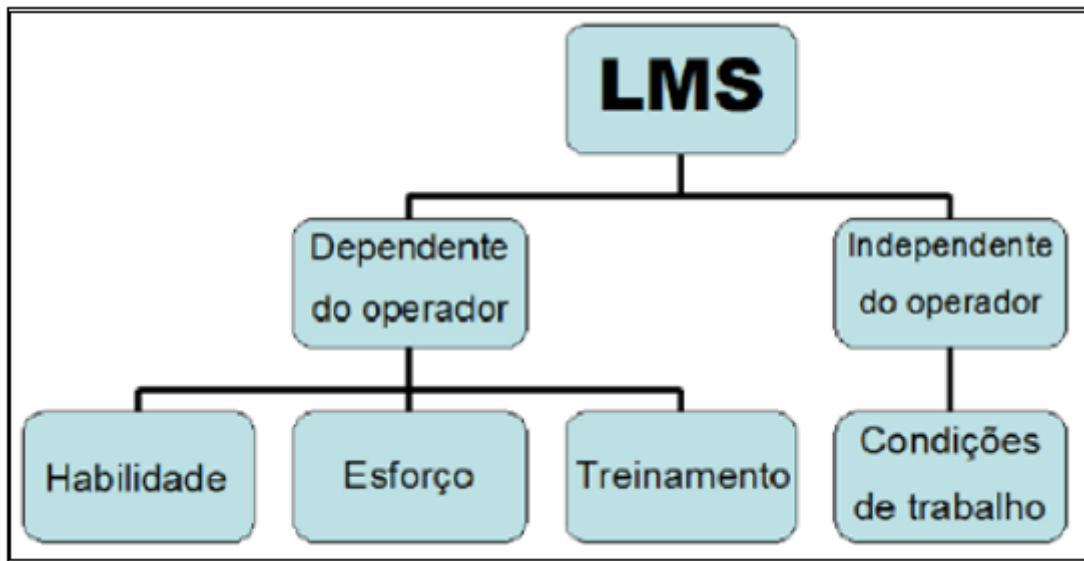 LMS
Dependente
do operador
Independente
do operador
Habilidade
Esforço
Treinamento
Condições
de trabalho